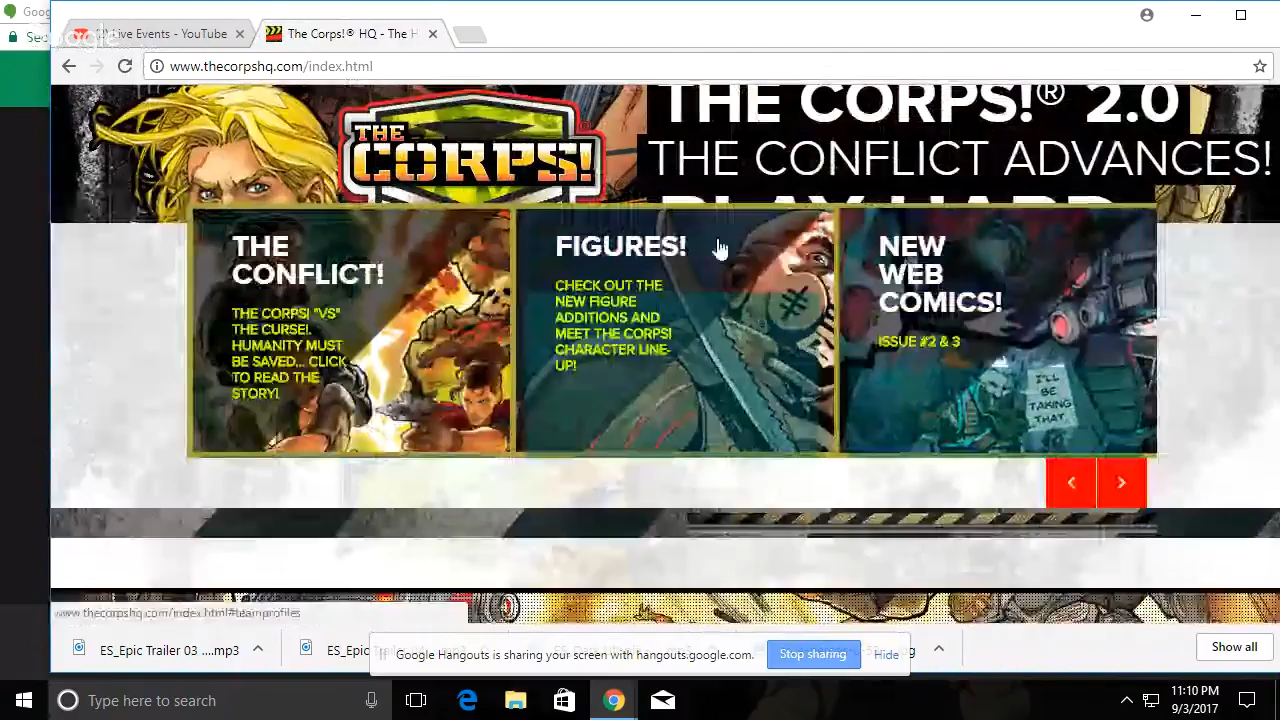 Goog
Live Events - YouTube
The Corps!® HQ - The H
Google
www.thecorpshq.com/index.html
THE CORPS!
THE CORPS!® 2.0
THE CONFLICT ADVANCES!
PLAY HARD
THE
CONFLICT!
THE CORPS! "VS"
THE CURSE!.
HUMANITY MUST
BE SAVED... CLICK
TO READ THE
STORY!
FIGURES!
CHECK OUT THE
NEW FIGURE
ADDITIONS AND
MEET THE CORPS!
CHARACTER LINE-
UP!
NEW
WEB
COMICS!
ISSUE #2 & 3
I'LL
BE
TAKING
THAT
www.thecorpshq.com/index.html#teamprofiles
ES_Epic Trailer 03 ....mp3
ES_Epi
Google Hangouts is sharing your screen with hangouts.google.com.
Stop sharing
Hide
Show all
Type here to search
11:10 PM
9/3/2017